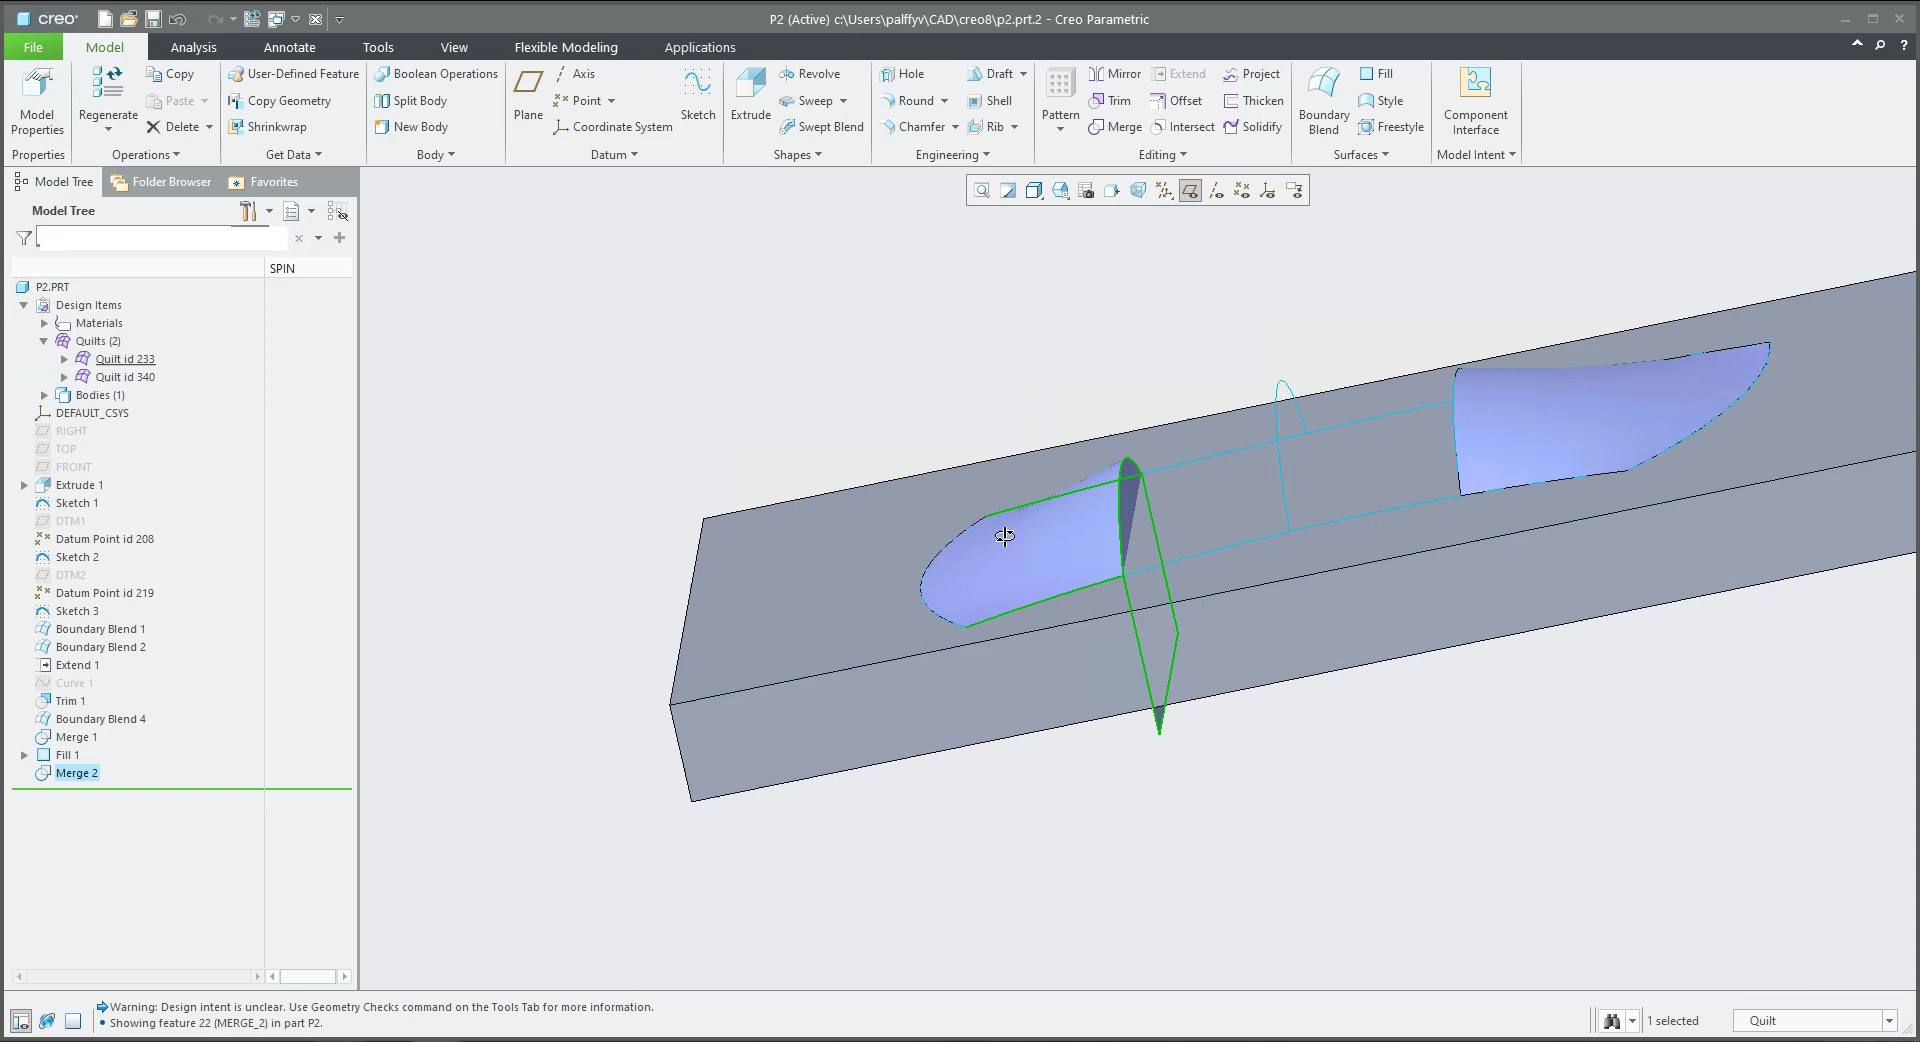 creo
P2 (Active) c:\Users\palffyv\CAD\creo8\p2.prt.2 - Creo Parametric
File Model Analysis Annotate Tools View Flexible Modeling Applications
Model Properties
Properties
Regenerate
Copy
Paste
Delete
Operations
User-Defined Feature
Copy Geometry
Shrinkwrap
Get Data
Boolean Operations
Split Body
New Body
Body
Plane
Axis
Point
Coordinate System
Sketch
Datum
Extrude
Revolve
Sweep
Swept Blend
Shapes
Hole
Round
Chamfer
Draft
Shell
Rib
Engineering
Pattern
Mirror
Trim
Merge
Extend
Offset
Intersect
Project
Thicken
Solidify
Editing
Boundary Blend
Fill
Style
Freestyle
Surfaces
Component Interface
Model Intent
Model Tree Folder Browser Favorites
Model Tree
SPIN
P2.PRT
Design Items
Materials
Quilts (2)
Quilt id 233
Quilt id 340
Bodies (1)
DEFAULT_CSYS
RIGHT
TOP
FRONT
Extrude 1
Sketch 1
DTM1
Datum Point id 208
Sketch 2
DTM2
Datum Point id 219
Sketch 3
Boundary Blend 1
Boundary Blend 2
Extend 1
Curve 1
Trim 1
Boundary Blend 4
Merge 1
Fill 1
Merge 2
Warning: Design intent is unclear. Use Geometry Checks command on the Tools Tab for more information.
• Showing feature 22 (MERGE_2) in part P2.
1 selected
Quilt